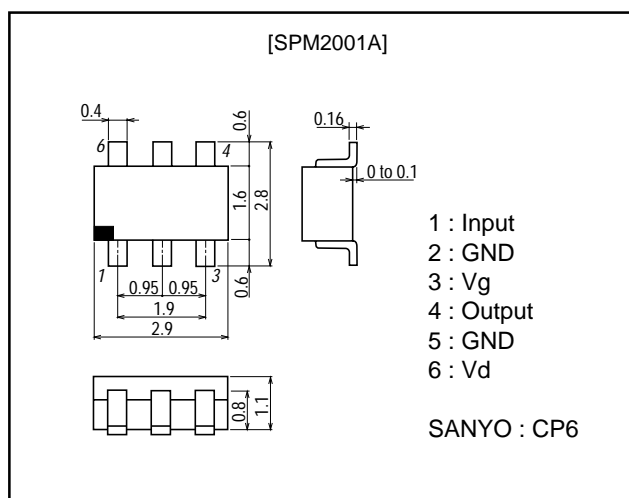 [SPM2001A]
0.4
6
4
0.6
1.6
2.8
0.6
1
3
0.95 0.95
1.9
2.9
0.16
0 to 0.1
0.8
1.1
1 : Input
2 : GND
3 : Vg
4 : Output
5 : GND
6 : Vd
SANYO : CP6